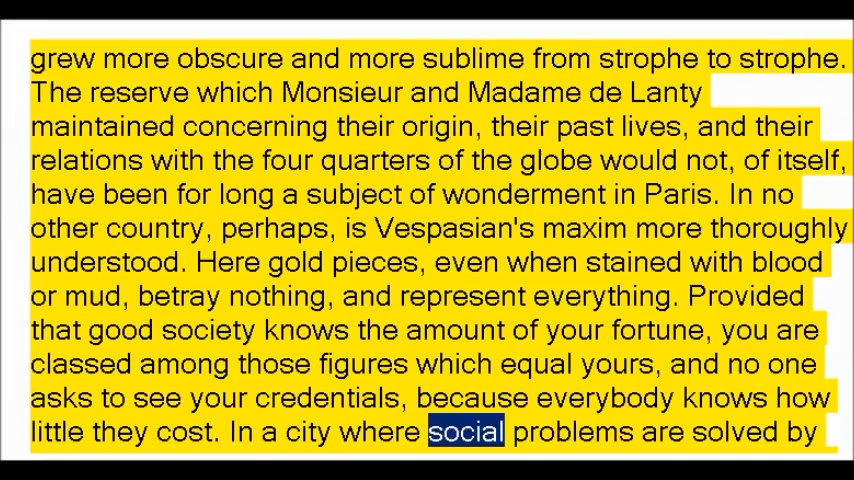 grew more obscure and more sublime from strophe to strophe.
The reserve which Monsieur and Madame de Lanty
maintained concerning their origin, their past lives, and their
relations with the four quarters of the globe would not, of itself,
have been for long a subject of wonderment in Paris. In no
other country, perhaps, is Vespasian's maxim more thoroughly
understood. Here gold pieces, even when stained with blood
or mud, betray nothing, and represent everything. Provided
that good society knows the amount of your fortune, you are
classed among those figures which equal yours, and no one
asks to see your credentials, because everybody knows how
little they cost. In a city where social problems are solved by